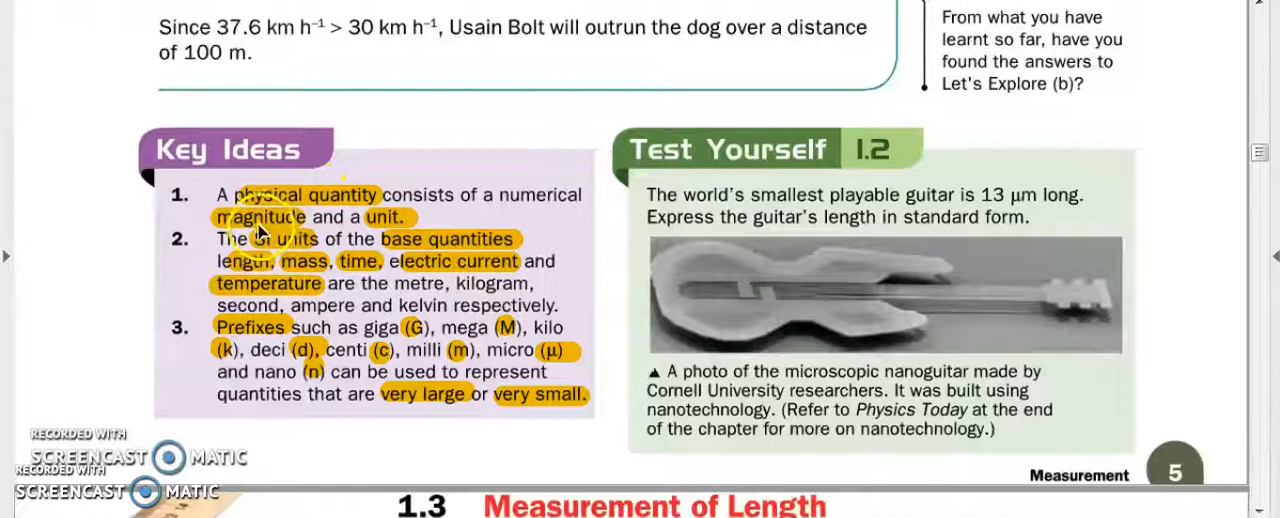 Since 37.6 km h⁻¹ > 30 km h⁻¹, Usain Bolt will outrun the dog over a distance
of 100 m.
From what you have
learnt so far, have you
found the answers to
Let's Explore (b)?
Key Ideas
1. A physical quantity consists of a numerical
magnitude and a unit.
2. The SI units of the base quantities
length, mass, time, electric current and
temperature are the metre, kilogram,
second, ampere and kelvin respectively.
3. Prefixes such as giga (G), mega (M), kilo
(k), deci (d), centi (c), milli (m), micro (μ)
and nano (n) can be used to represent
quantities that are very large or very small.
Test Yourself 1.2
The world's smallest playable guitar is 13 μm long.
Express the guitar's length in standard form.
▲ A photo of the microscopic nanoguitar made by
Cornell University researchers. It was built using
nanotechnology. (Refer to Physics Today at the end
of the chapter for more on nanotechnology.)
RECORDED WITH
SCREENCAST MATIC
RECORDED WITH
SCREENCAST MATIC
Measurement 5
1.3 Measurement of Length